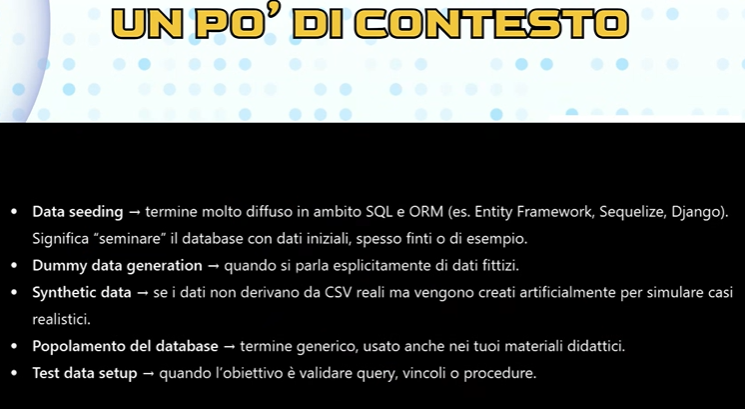 UN PO’ DI CONTESTO
• Data seeding → termine molto diffuso in ambito SQL e ORM (es. Entity Framework, Sequelize, Django).
Significa “seminare” il database con dati iniziali, spesso finti o di esempio.
• Dummy data generation → quando si parla esplicitamente di dati fittizi.
• Synthetic data → se i dati non derivano da CSV reali ma vengono creati artificialmente per simulare casi
realistici.
• Popolamento del database → termine generico, usato anche nei tuoi materiali didattici.
• Test data setup → quando l’obiettivo è validare query, vincoli o procedure.